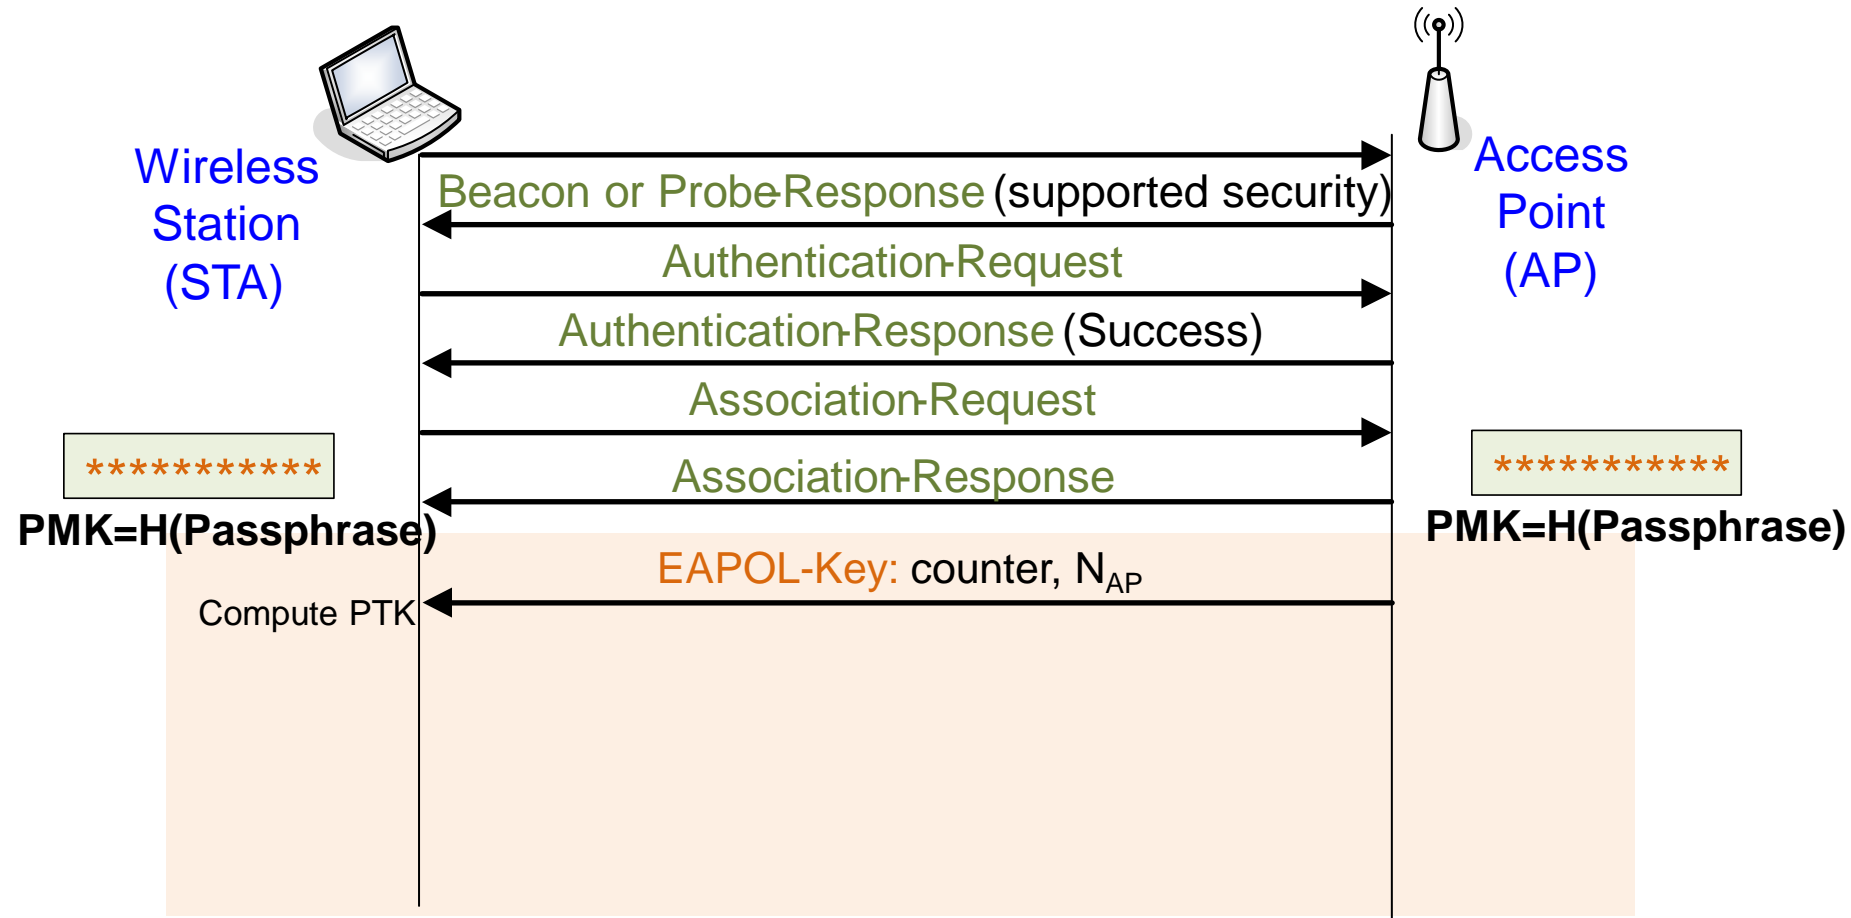 Wireless
Station
(STA)
Access
Point
(AP)
Beacon or Probe-Response (supported security)
Authentication-Request
Authentication-Response (Success)
Association-Request
***********
***********
Association-Response
PMK=H(Passphrase)
PMK=H(Passphrase)
EAPOL-Key: counter, N_AP
Compute PTK